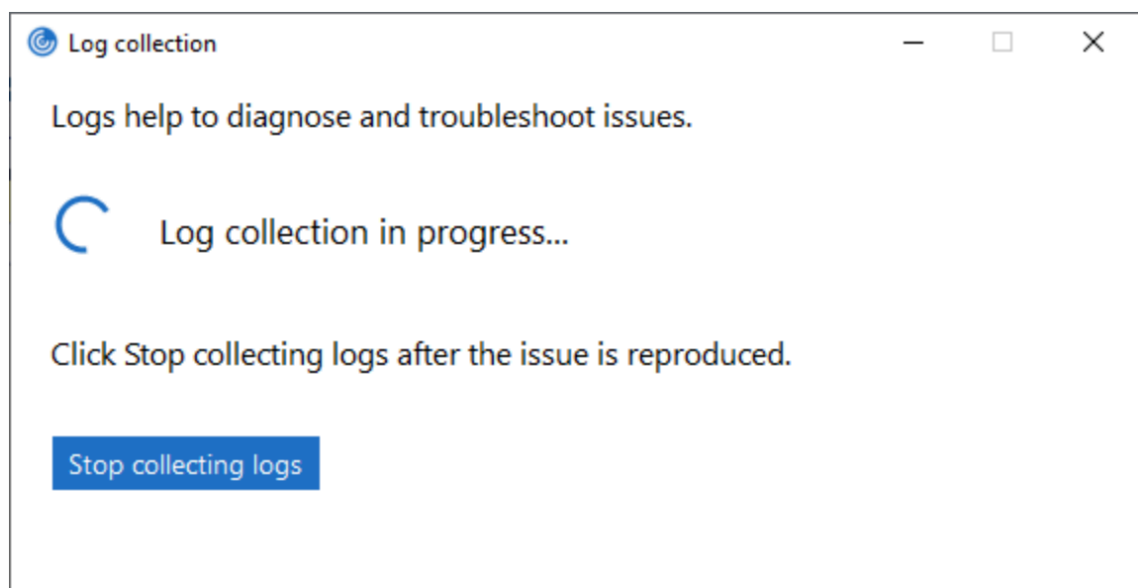 Log collection
Logs help to diagnose and troubleshoot issues.
Log collection in progress...
Click Stop collecting logs after the issue is reproduced.
Stop collecting logs